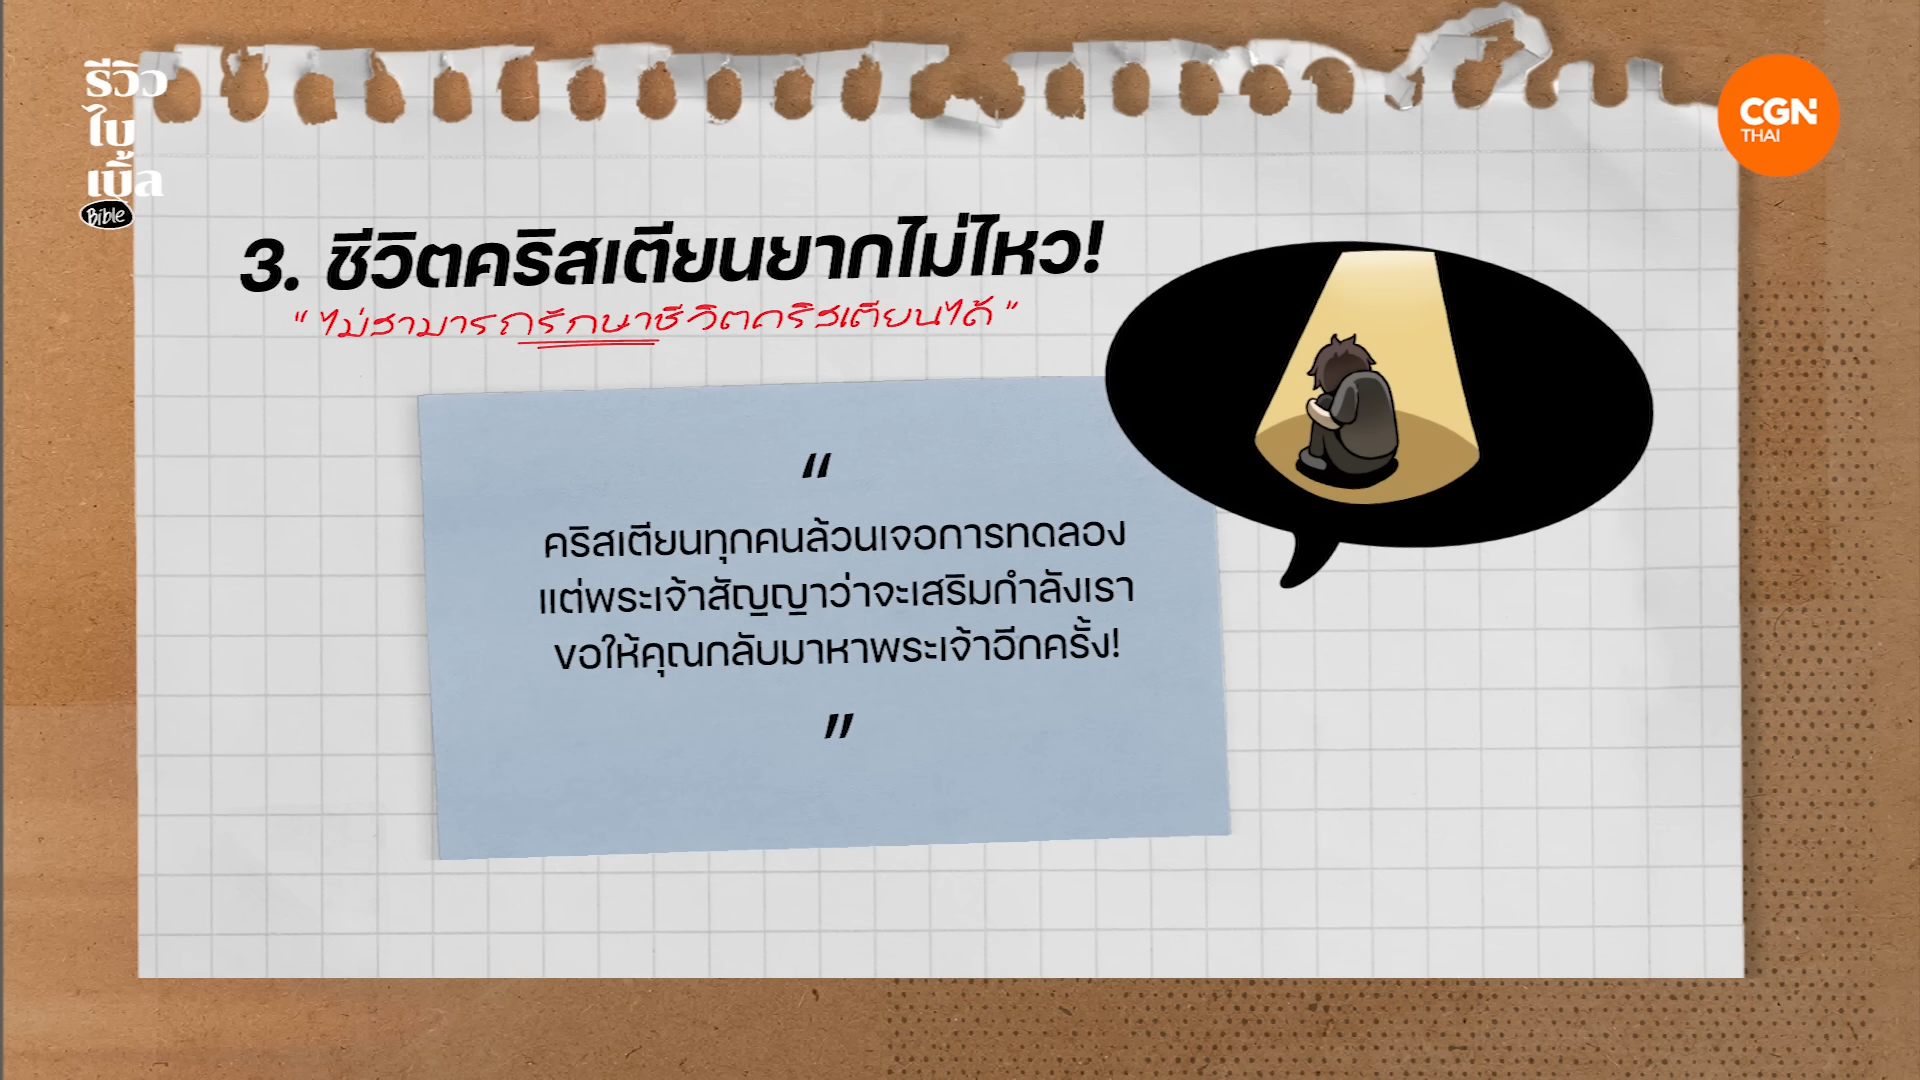 รีวิว
ไบ
เบิ้ล
Bible
CGN
THAI
3. ชีวิตคริสเตียนยากไม่ไหว!
"ไม่สามารถรักษาชีวิตคริสเตียนได้"
“
คริสเตียนทุกคนล้วนเจอการทดลอง
แต่พระเจ้าสัญญาว่าจะเสริมกำลังเรา
ขอให้คุณกลับมาหาพระเจ้าอีกครั้ง!
”